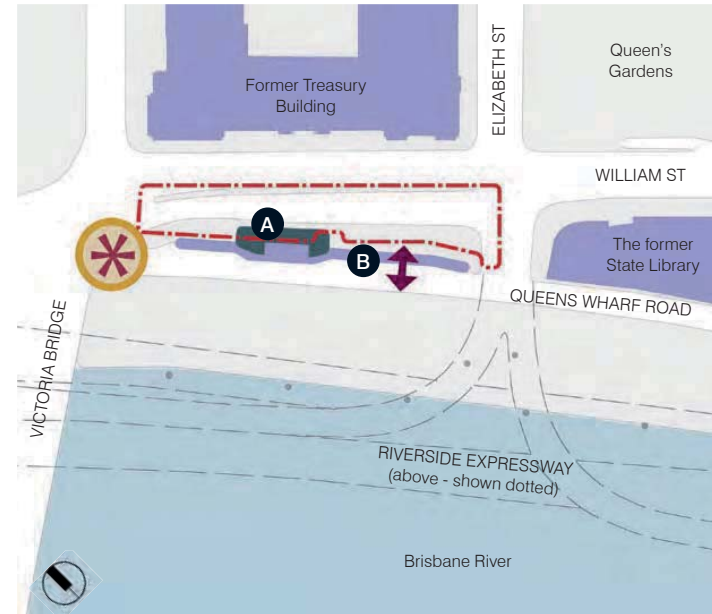 Former Treasury
Building
ELIZABETH ST
Queen's
Gardens
WILLIAM ST
A
B
The former
State Library
QUEENS WHARF ROAD
VICTORIA BRIDGE
RIVERSIDE EXPRESSWAY
(above - shown dotted)
Brisbane River